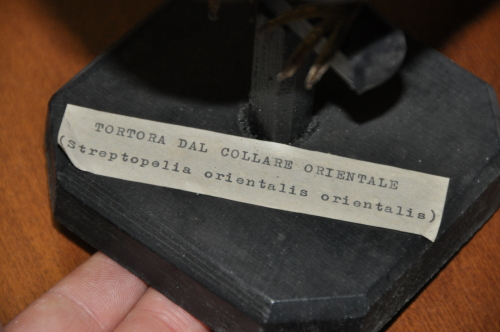 TORTORA DAL COLLARE ORIENTALE
(Streptopelia orientalis orientalis)